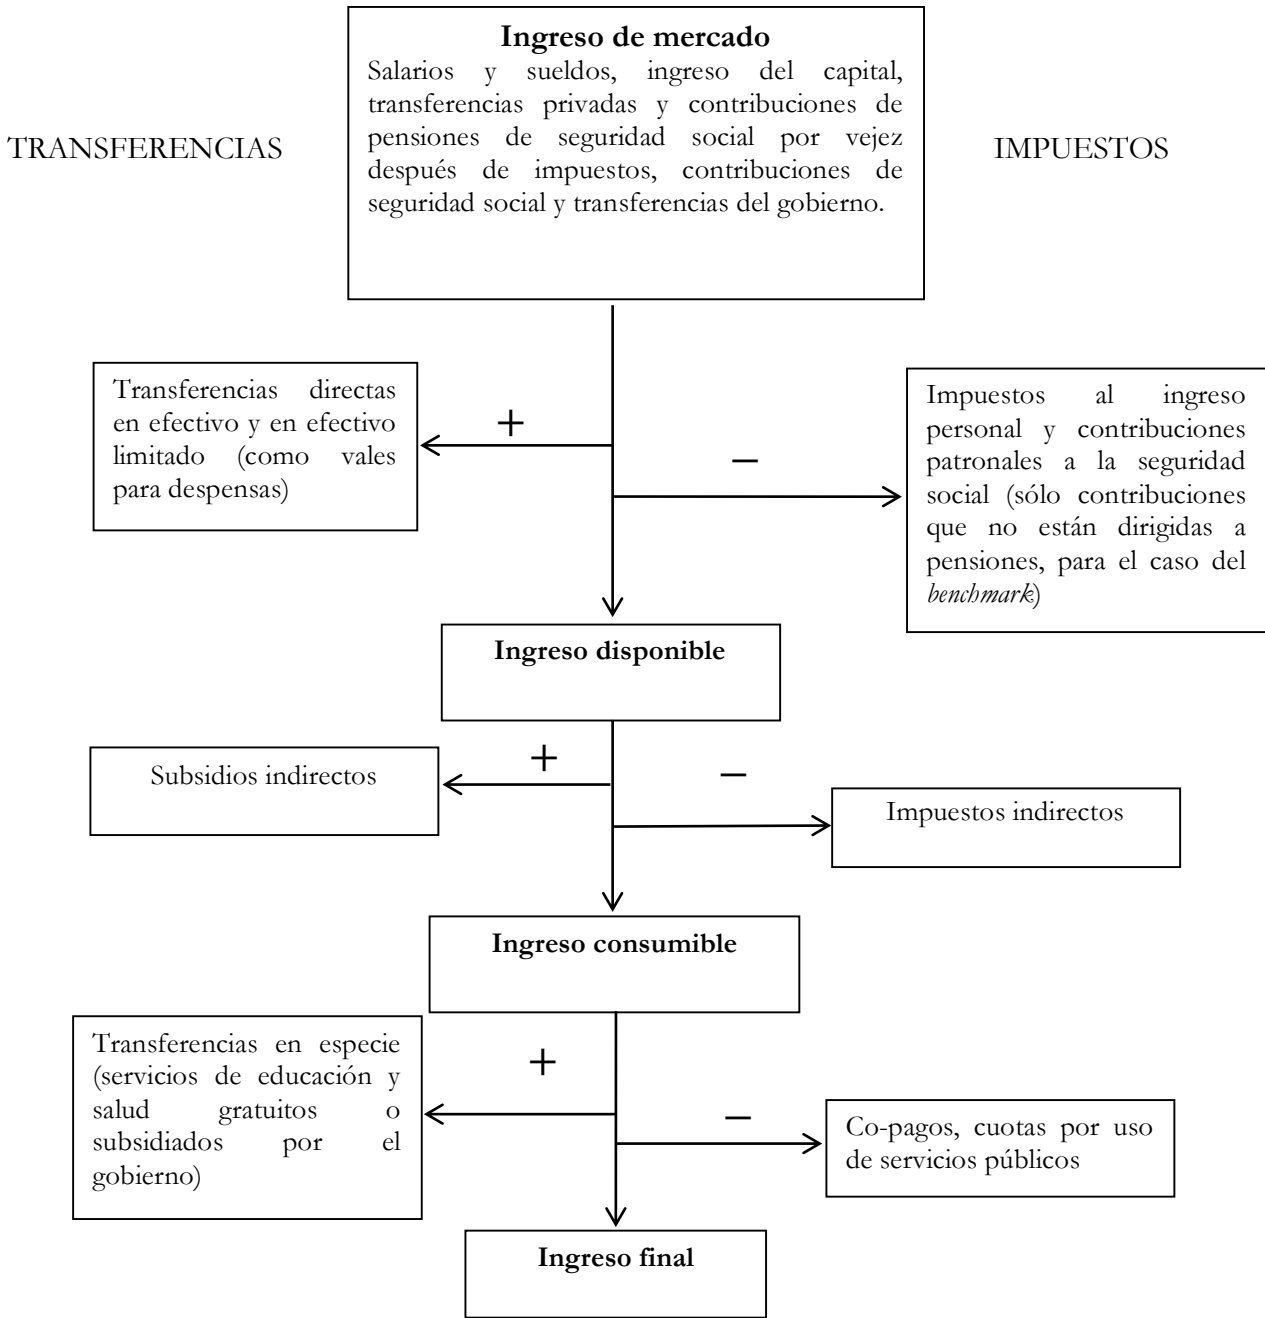 Ingreso de mercado
Salarios y sueldos, ingreso del capital,
transferencias privadas y contribuciones de
pensiones de seguridad social por vejez
después de impuestos, contribuciones de
seguridad social y transferencias del gobierno.
TRANSFERENCIAS
IMPUESTOS
Transferencias directas
en efectivo y en efectivo
limitado (como vales
para despensas)
+
−
Impuestos al ingreso
personal y contribuciones
patronales a la seguridad
social (sólo contribuciones
que no están dirigidas a
pensiones, para el caso del
benchmark)
Ingreso disponible
Subsidios indirectos
+
−
Impuestos indirectos
Ingreso consumible
Transferencias en especie
(servicios de educación y
salud gratuitos o
subsidiados por el
gobierno)
+
−
Co-pagos, cuotas por uso
de servicios públicos
Ingreso final